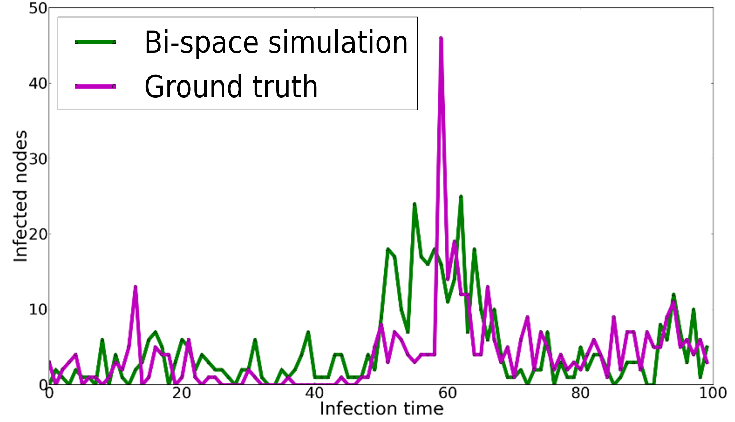 50
40
30
20
10
0
Infected nodes
Bi-space simulation
Ground truth
0 20 40 60 80 100
Infection time